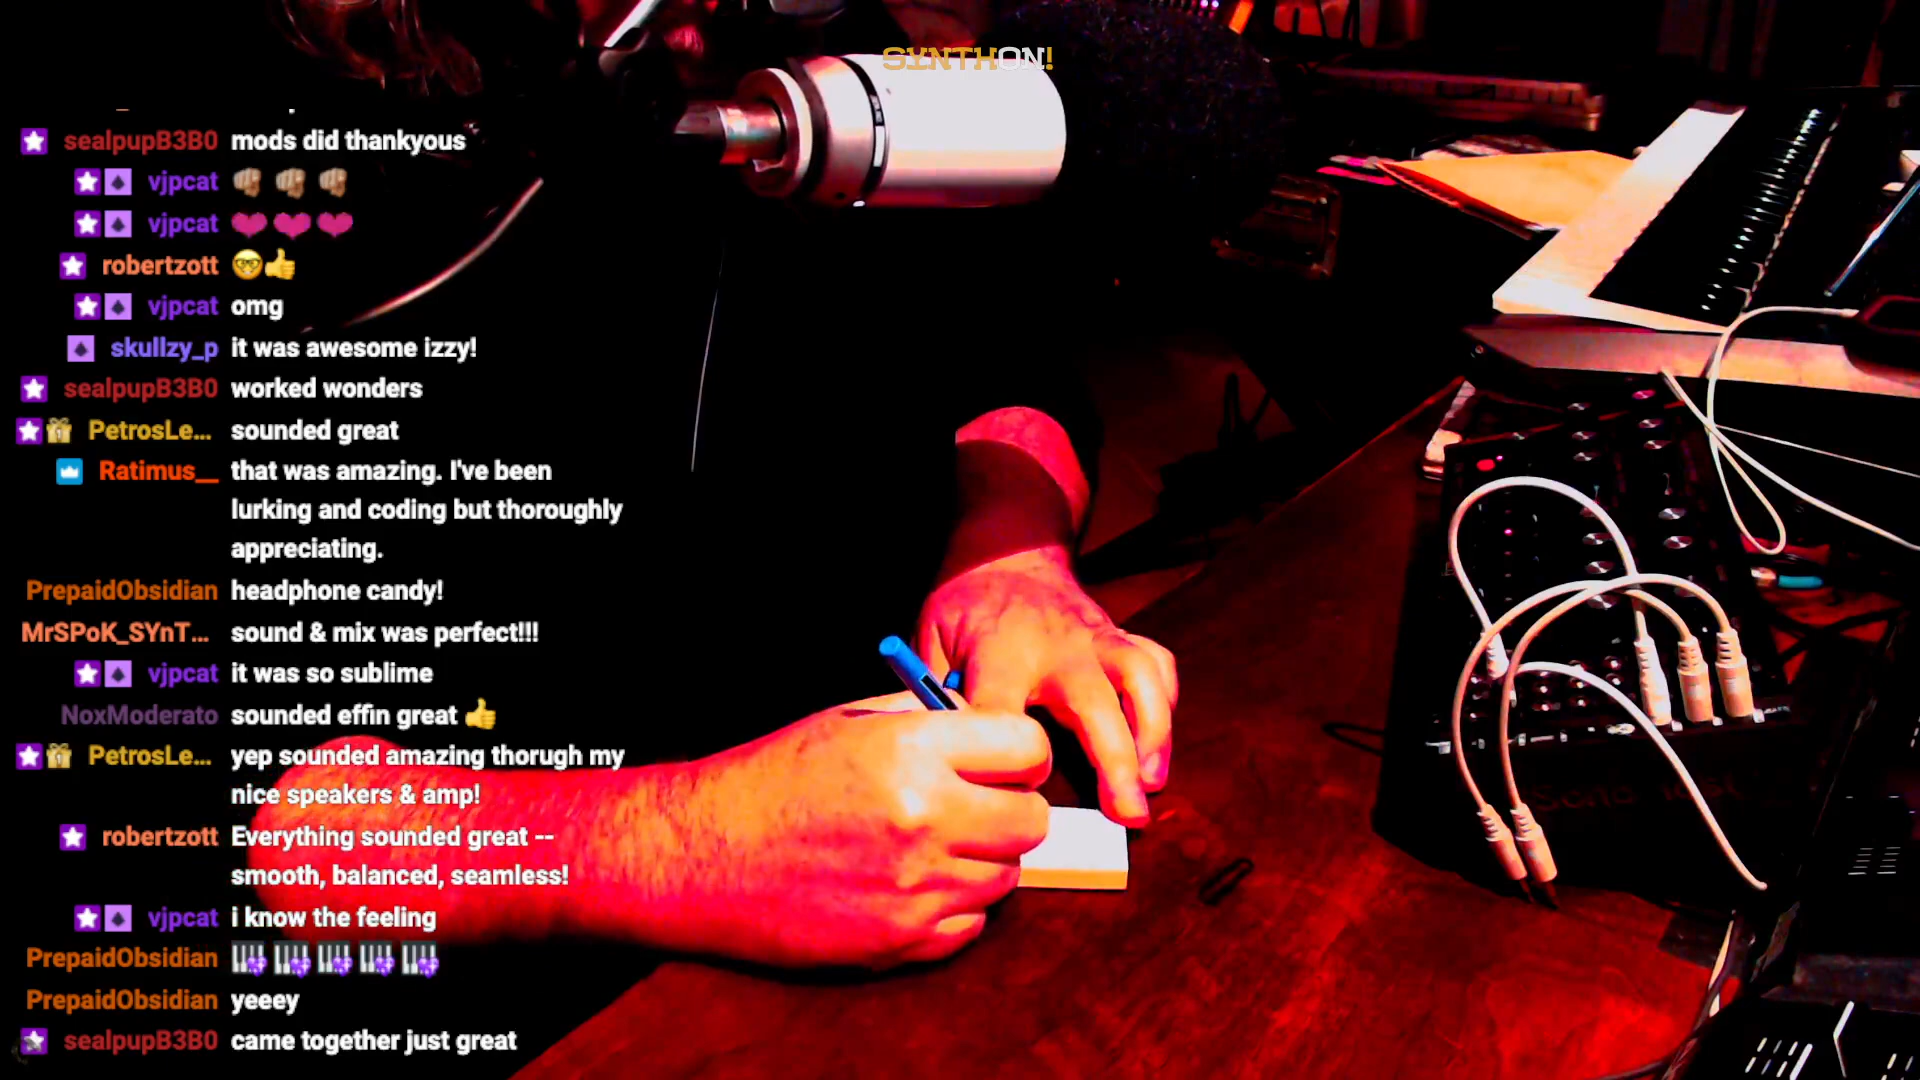 SYNTHON!
sealpupB3B0 mods did thankyous
vjpcat
vjpcat
robertzott
vjpcat omg
skullzy_p it was awesome izzy!
sealpupB3B0 worked wonders
PetrosLe... sounded great
Ratimus__ that was amazing. I've been
lurking and coding but thoroughly
appreciating.
PrepaidObsidian headphone candy!
MrSPoK_SYnT... sound & mix was perfect!!!
vjpcat it was so sublime
NoxModerato sounded effin great
PetrosLe... yep sounded amazing thorugh my
nice speakers & amp!
robertzott Everything sounded great --
smooth, balanced, seamless!
vjpcat i know the feeling
PrepaidObsidian
PrepaidObsidian yeeey
sealpupB3B0 came together just great